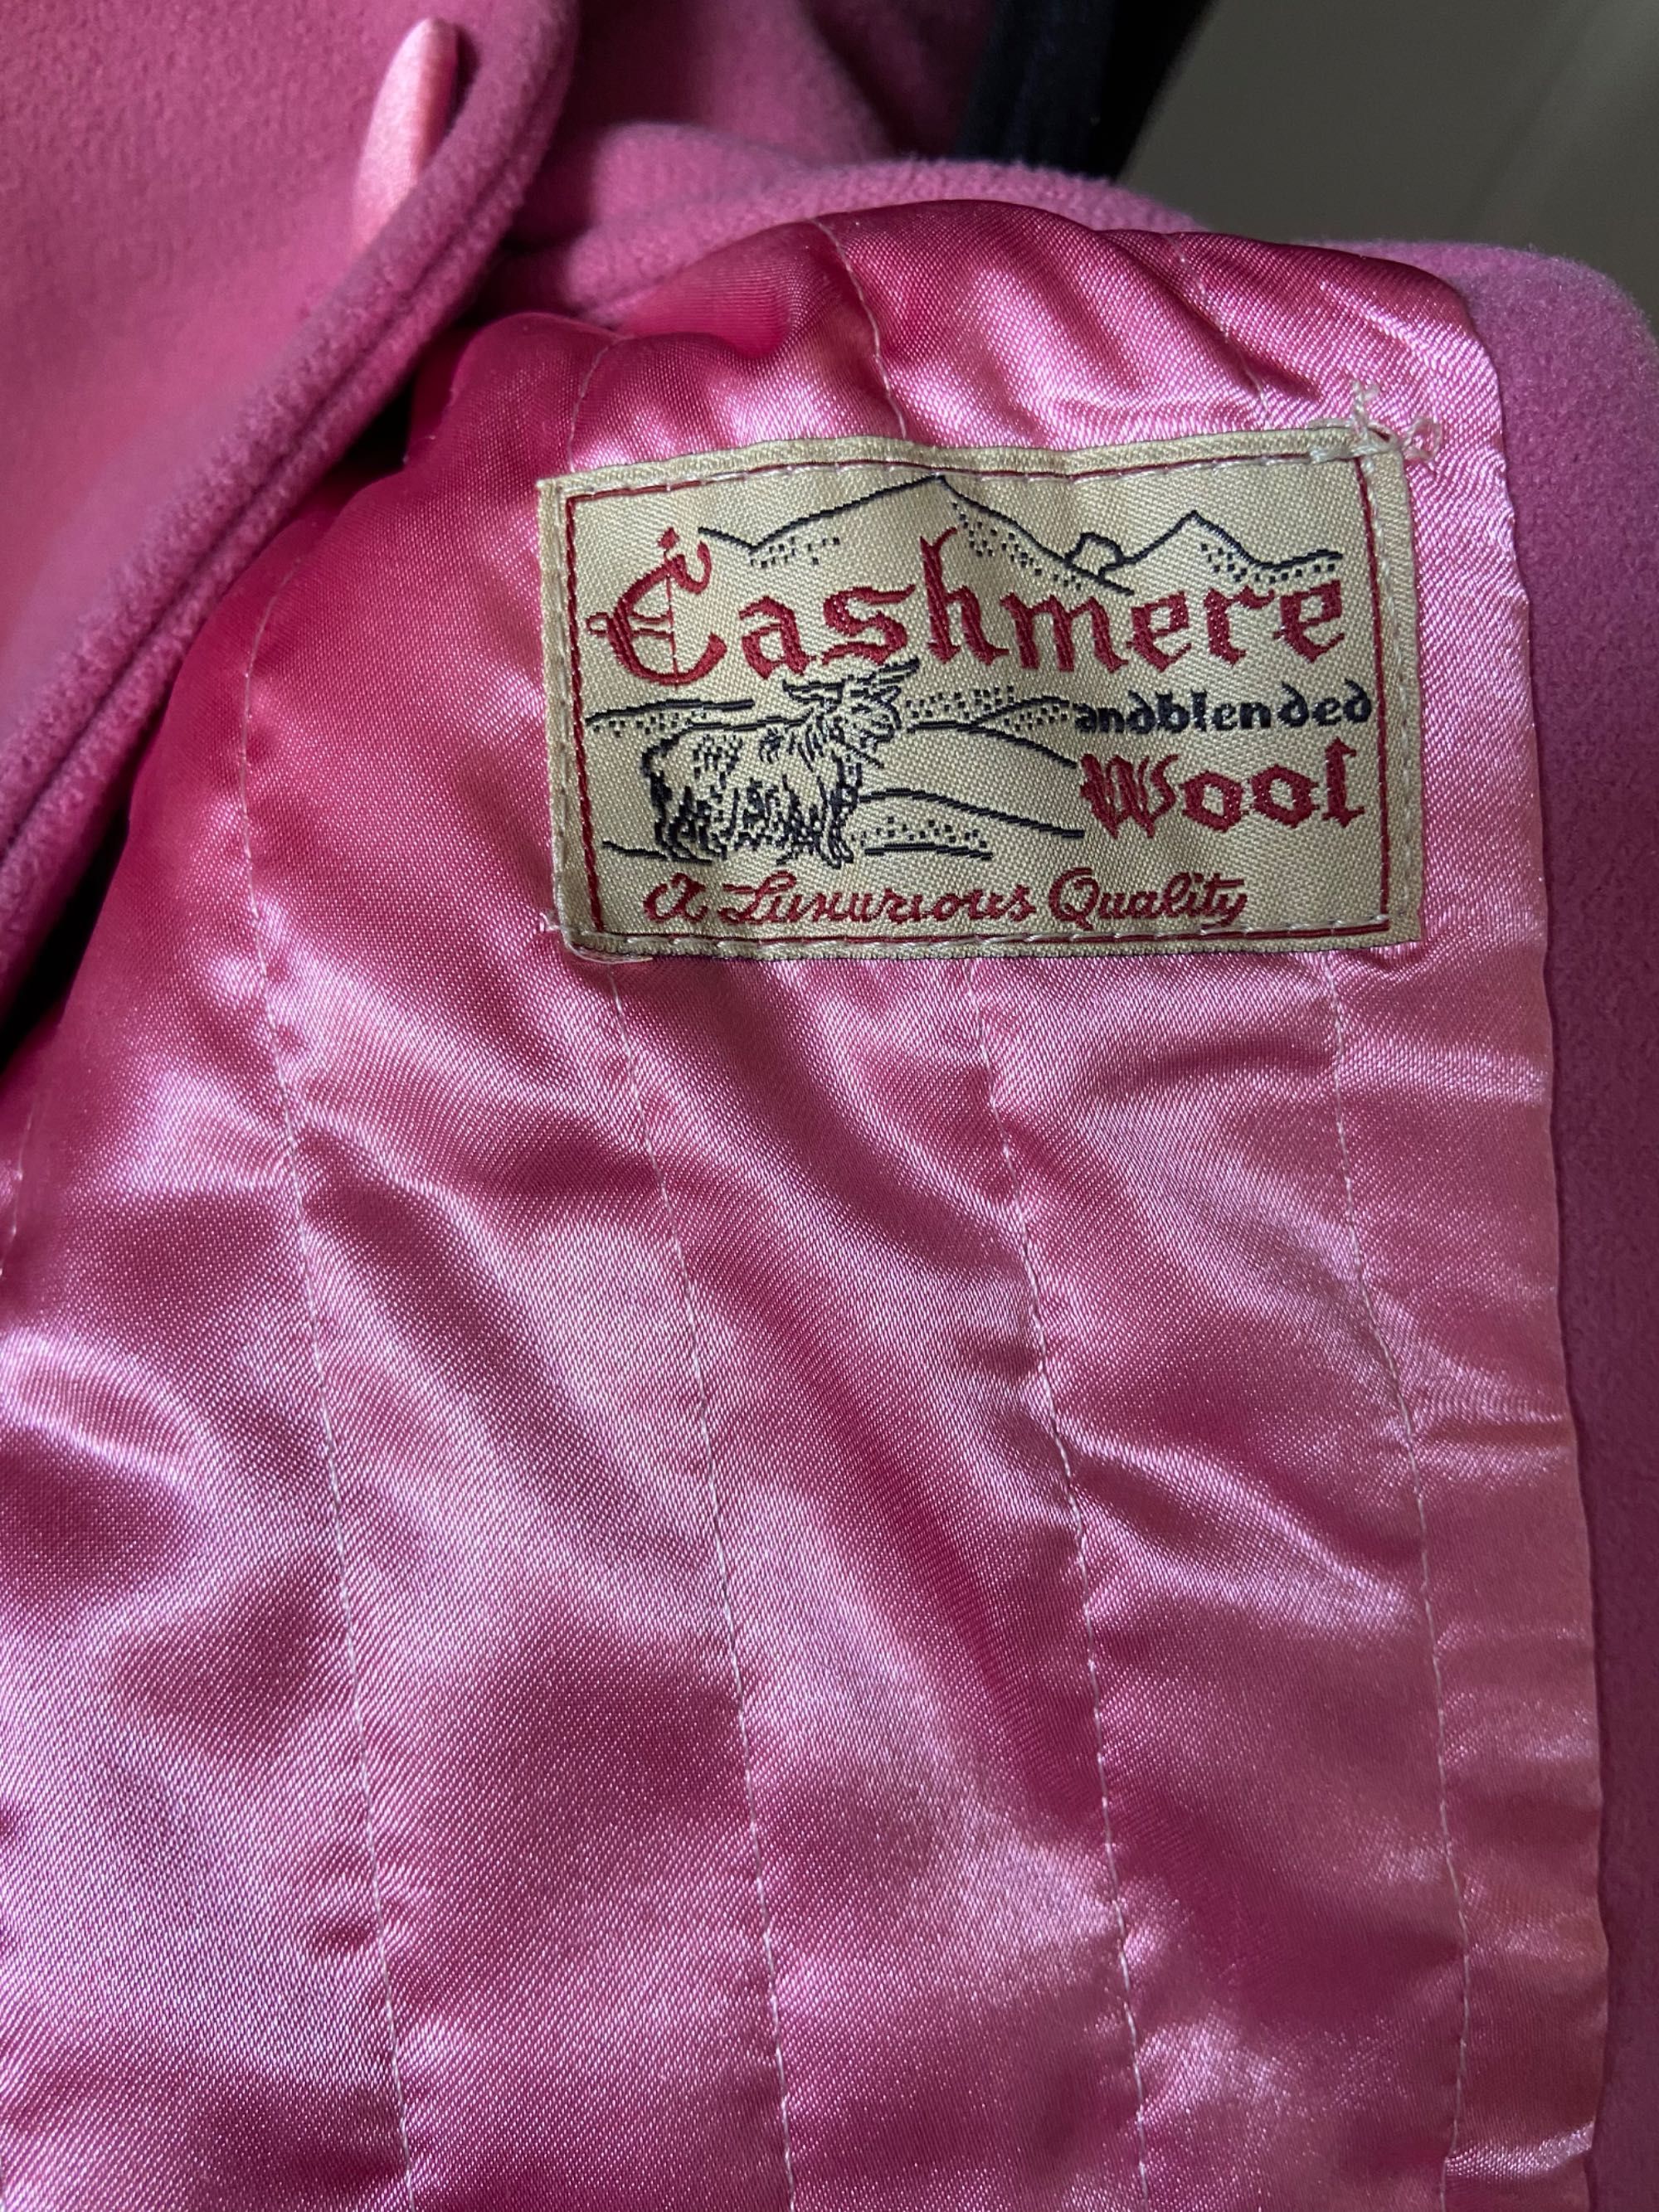 Cashmere
andblended
Wool
A Luxurious Quality